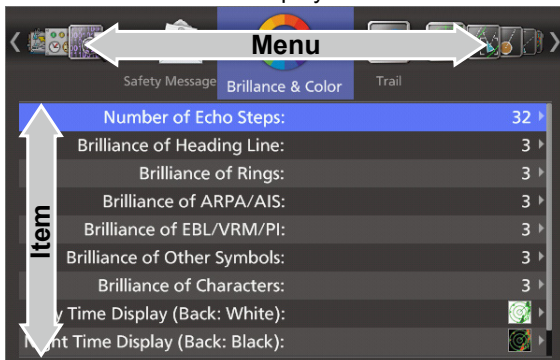 Menu
Safety Message Brillance & Color Trail
Number of Echo Steps: 32
Brilliance of Heading Line: 3
Brilliance of Rings: 3
Brilliance of ARPA/AIS: 3
Brilliance of EBL/VRM/PI: 3
Item
Brilliance of Other Symbols: 3
Brilliance of Characters: 3
y Time Display (Back: White):
ht Time Display (Back: Black):